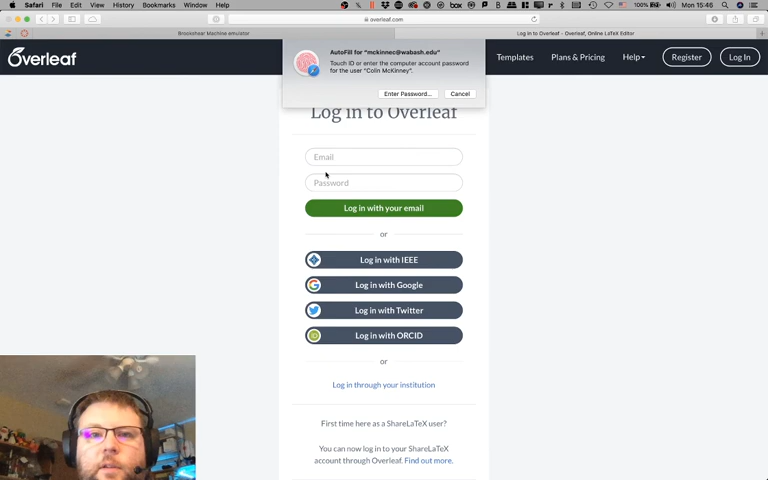 Safari File Edit View History Bookmarks Window Help
100% Mon 15:46
overleaf.com
Brookshear Machine emulator
Log in to Overleaf - Overleaf, Online LaTeX Editor
Overleaf
Templates Plans & Pricing Help Register Log In
AutoFill for "mckinnec@wabash.edu"
Touch ID or enter the computer account password
for the user "Colin McKinney".
Enter Password... Cancel
Log in to Overleaf
Email
Password
Log in with your email
or
Log in with IEEE
Log in with Google
Log in with Twitter
Log in with ORCID
or
Log in through your institution
First time here as a ShareLaTeX user?
You can now log in to your ShareLaTeX
account through Overleaf. Find out more.